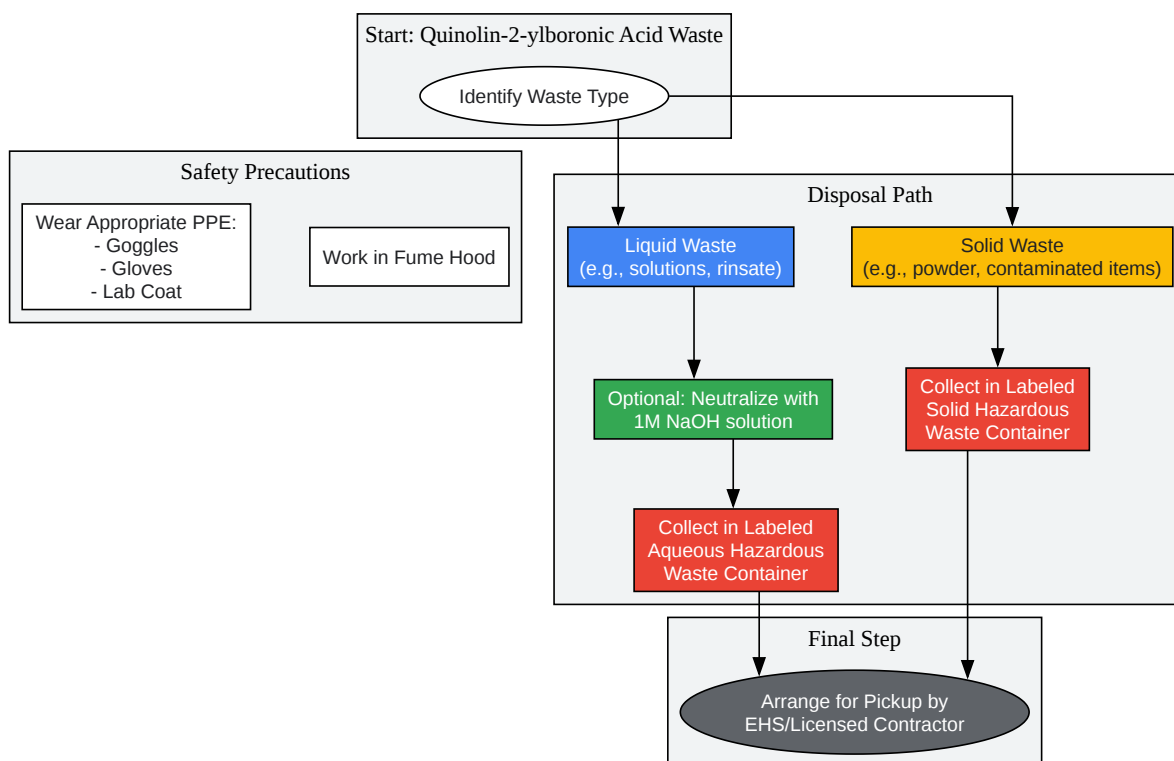 Start: Quinolin-2-ylboronic Acid Waste
Identify Waste Type
Safety Precautions
Wear Appropriate PPE:
- Goggles
- Gloves
- Lab Coat
Work in Fume Hood
Disposal Path
Liquid Waste
(e.g., solutions, rinsate)
Solid Waste
(e.g., powder, contaminated items)
Optional: Neutralize with
1M NaOH solution
Collect in Labeled
Solid Hazardous
Waste Container
Collect in Labeled
Aqueous Hazardous
Waste Container
Final Step
Arrange for Pickup by
EHS/Licensed Contractor